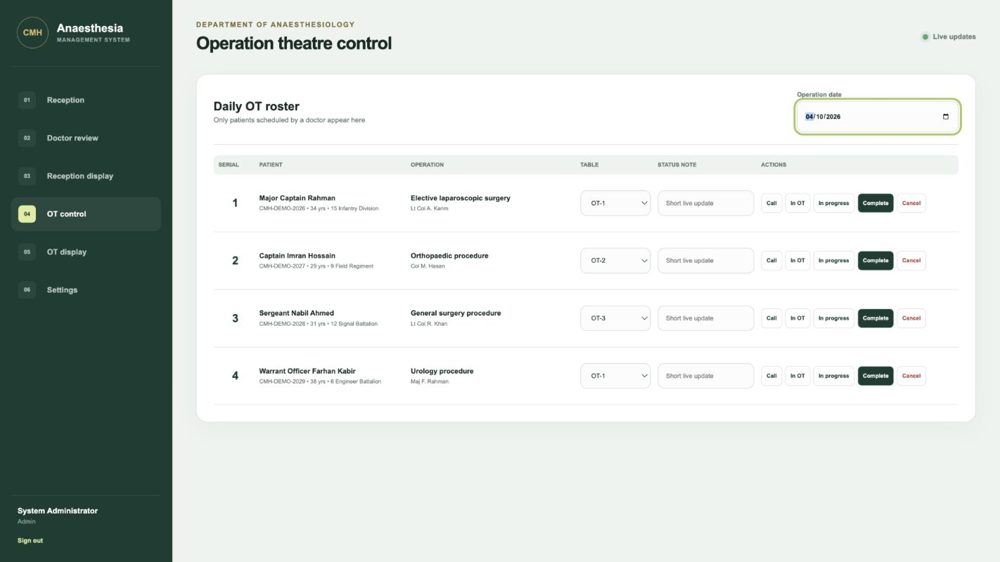 CMH
Anaesthesia
MANAGEMENT SYSTEM
01 Reception
02 Doctor review
03 Reception display
04 OT control
05 OT display
06 Settings
System Administrator
Admin
Sign out
DEPARTMENT OF ANAESTHESIOLOGY
Operation theatre control
Live updates
Daily OT roster
Only patients scheduled by a doctor appear here
Operation date
04/10/2026
SERIAL PATIENT OPERATION TABLE STATUS NOTE ACTIONS
1 Major Captain Rahman Elective laparoscopic surgery OT-1 Short live update Call In OT In progress Complete Cancel
CMH-DEMO-2026 • 34 yrs • 15 Infantry Division Lt Col A. Karim
2 Captain Imran Hossain Orthopaedic procedure OT-2 Short live update Call In OT In progress Complete Cancel
CMH-DEMO-2027 • 29 yrs • 9 Field Regiment Col M. Hasan
3 Sergeant Nabil Ahmed General surgery procedure OT-3 Short live update Call In OT In progress Complete Cancel
CMH-DEMO-2028 • 31 yrs • 12 Signal Battalion Lt Col R. Khan
4 Warrant Officer Farhan Kabir Urology procedure OT-1 Short live update Call In OT In progress Complete Cancel
CMH-DEMO-2029 • 38 yrs • 6 Engineer Battalion Maj F. Rahman